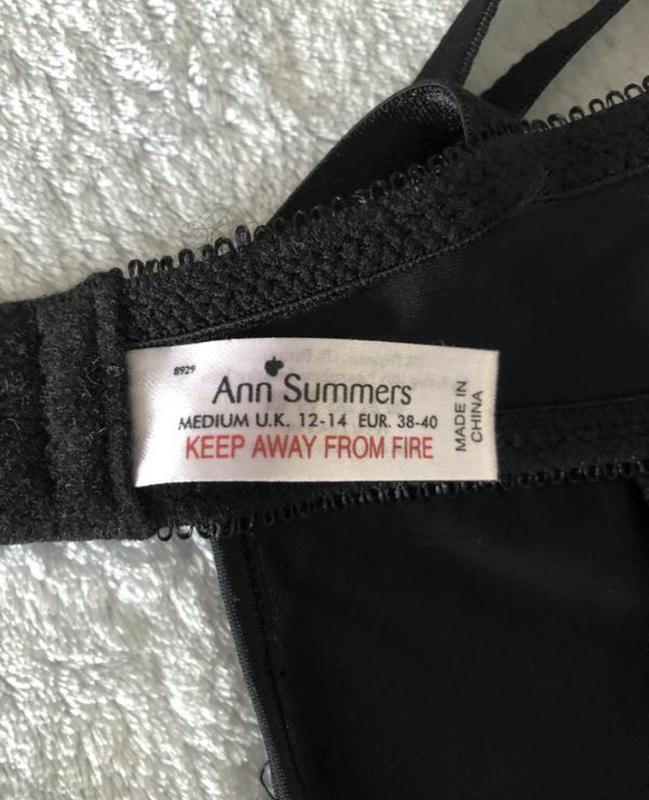 8929
Ann Summers
MEDIUM U.K. 12-14 EUR. 38-40
KEEP AWAY FROM FIRE
MADE IN
CHINA